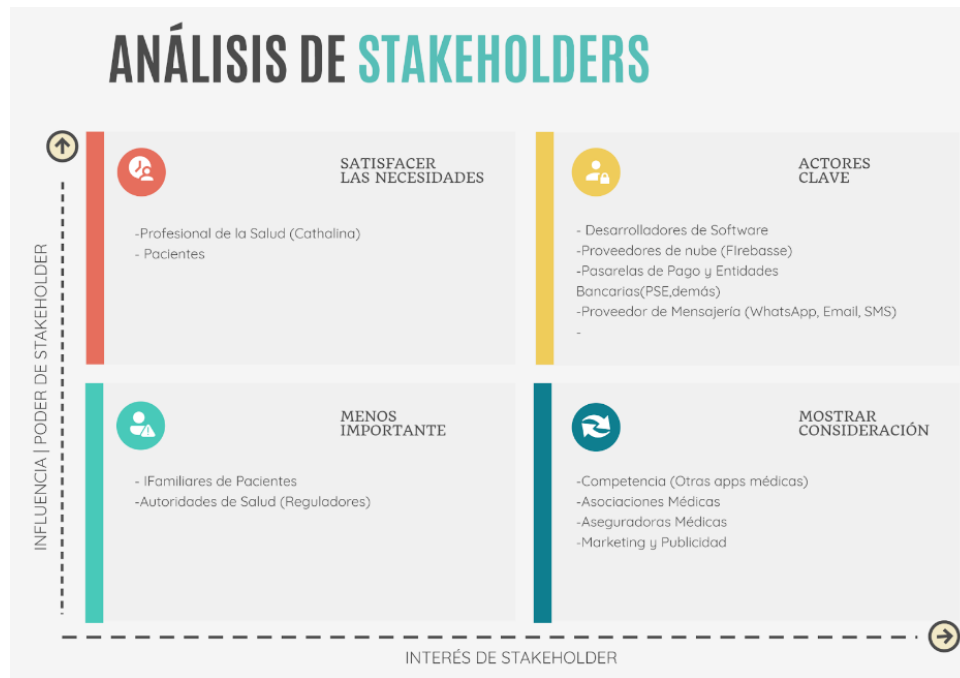 ANÁLISIS DE STAKEHOLDERS
SATISFACER
LAS NECESIDADES
-Profesional de la Salud (Cathalina)
- Pacientes
ACTORES
CLAVE
- Desarrolladores de Software
-Proveedores de nube (FIrebasse)
-Pasarelas de Pago y Entidades
Bancarias(PSE,demás)
-Proveedor de Mensajería (WhatsApp, Email, SMS)
-
MENOS
IMPORTANTE
- IFamiliares de Pacientes
-Autoridades de Salud (Reguladores)
MOSTRAR
CONSIDERACIÓN
-Competencia (Otras apps médicas)
-Asociaciones Médicas
-Aseguradoras Médicas
-Marketing y Publicidad
INFLUENCIA | PODER DE STAKEHOLDER
INTERÉS DE STAKEHOLDER